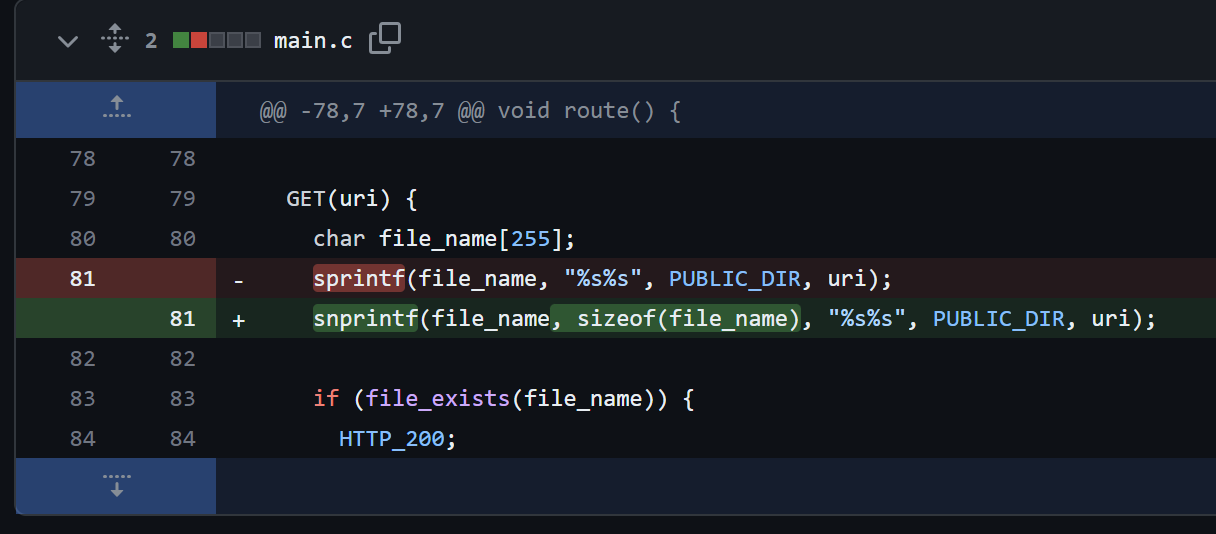 2 main.c
@@ -78,7 +78,7 @@ void route() {
78 78
79 79 GET(uri) {
80 80 char file_name[255];
81 - sprintf(file_name, "%s%s", PUBLIC_DIR, uri);
81 + snprintf(file_name, sizeof(file_name), "%s%s", PUBLIC_DIR, uri);
82 82
83 83 if (file_exists(file_name)) {
84 84 HTTP_200;